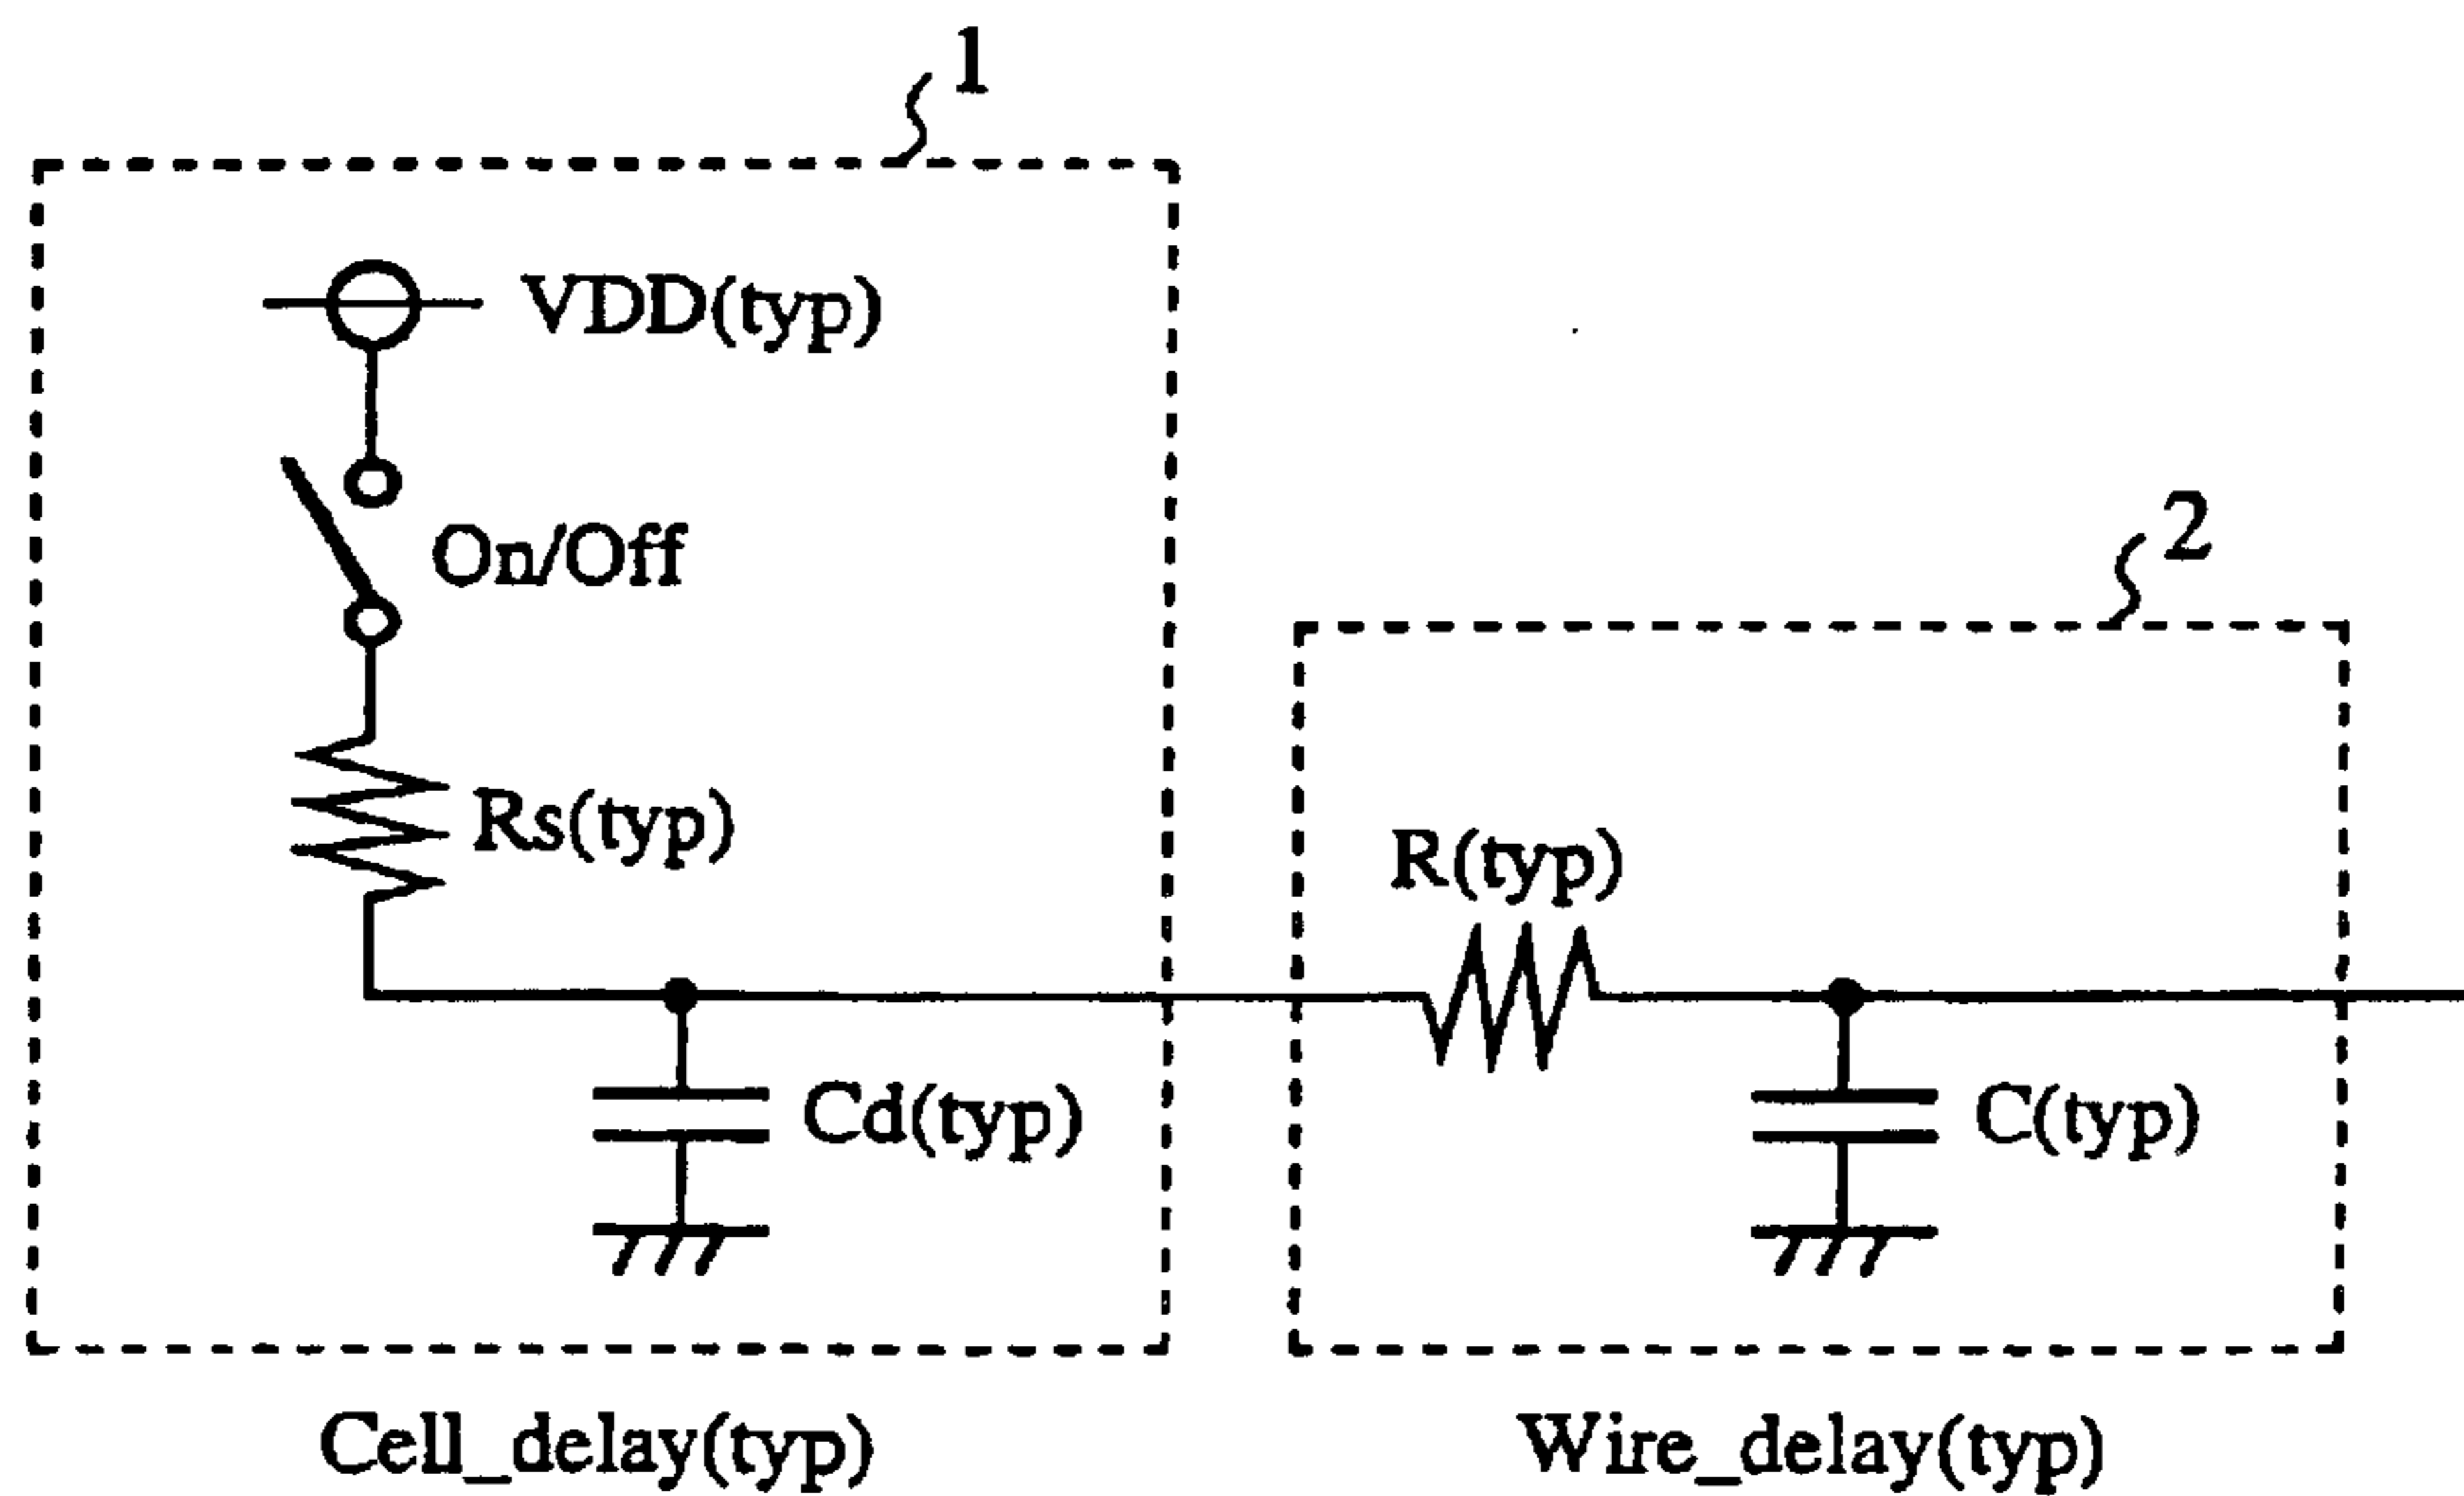 1
VDD(typ)
On/Off
2
Rs(typ)
R(typ)
Cd(typ)
C(typ)
Cell_delay(typ)
Wire_delay(typ)